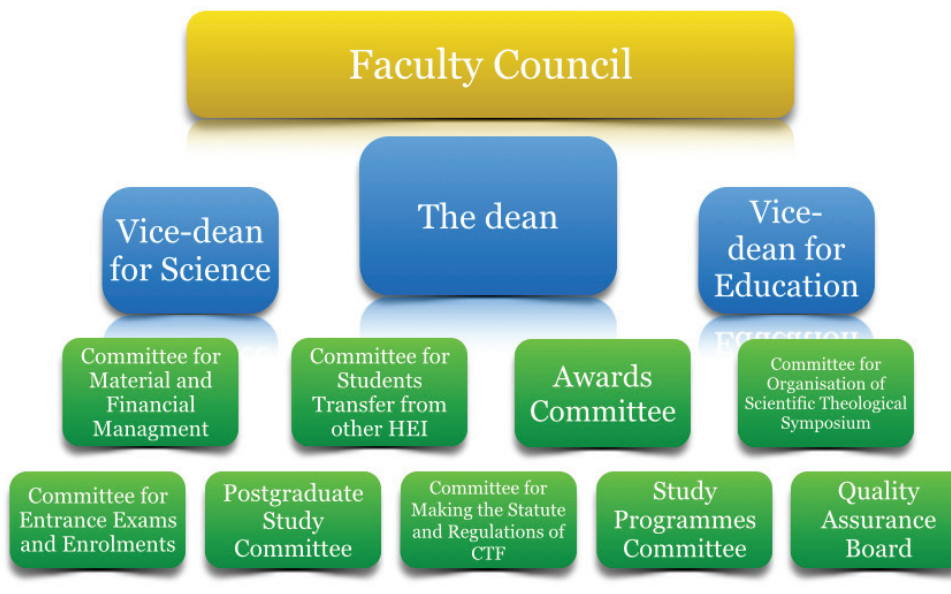 Faculty Council
The dean
Vice-dean
for Science
Vice-
dean for
Education
Committee for
Material and
Financial
Managment
Committee for
Students
Transfer from
other HEI
Awards
Committee
Committee for
Organisation of
Scientific Theological
Symposium
Committee for
Entrance Exams
and Enrolments
Postgraduate
Study
Committee
Committee for
Making the Statute
and Regulations of
CTF
Study
Programmes
Committee
Quality
Assurance
Board